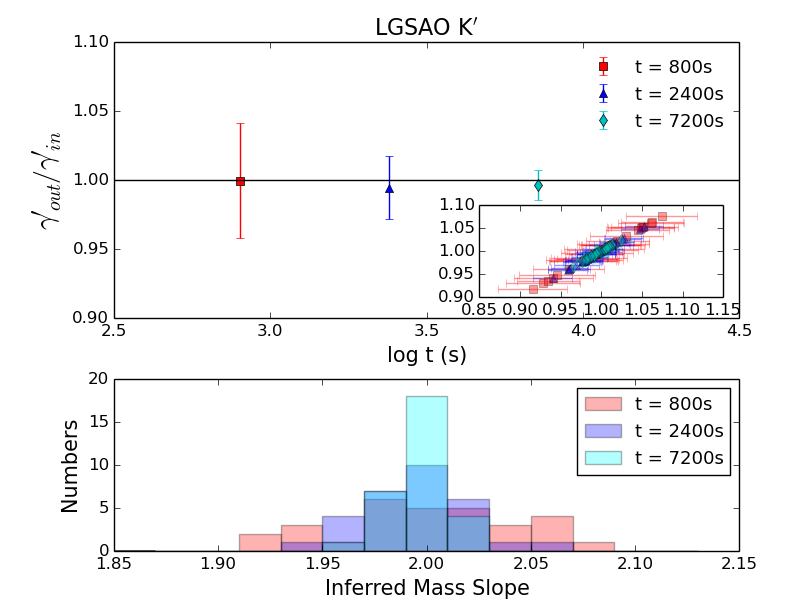 LGSAO K′
γ′out/γ′in
1.10
1.05
1.00
0.95
0.90
t = 800s
t = 2400s
t = 7200s
1.10
1.05
1.00
0.95
0.90
0.85 0.90 0.95 1.00 1.05 1.10 1.15
2.5 3.0 3.5 4.0 4.5
log t (s)
Numbers
20
15
10
5
0
t = 800s
t = 2400s
t = 7200s
1.85 1.90 1.95 2.00 2.05 2.10 2.15
Inferred Mass Slope